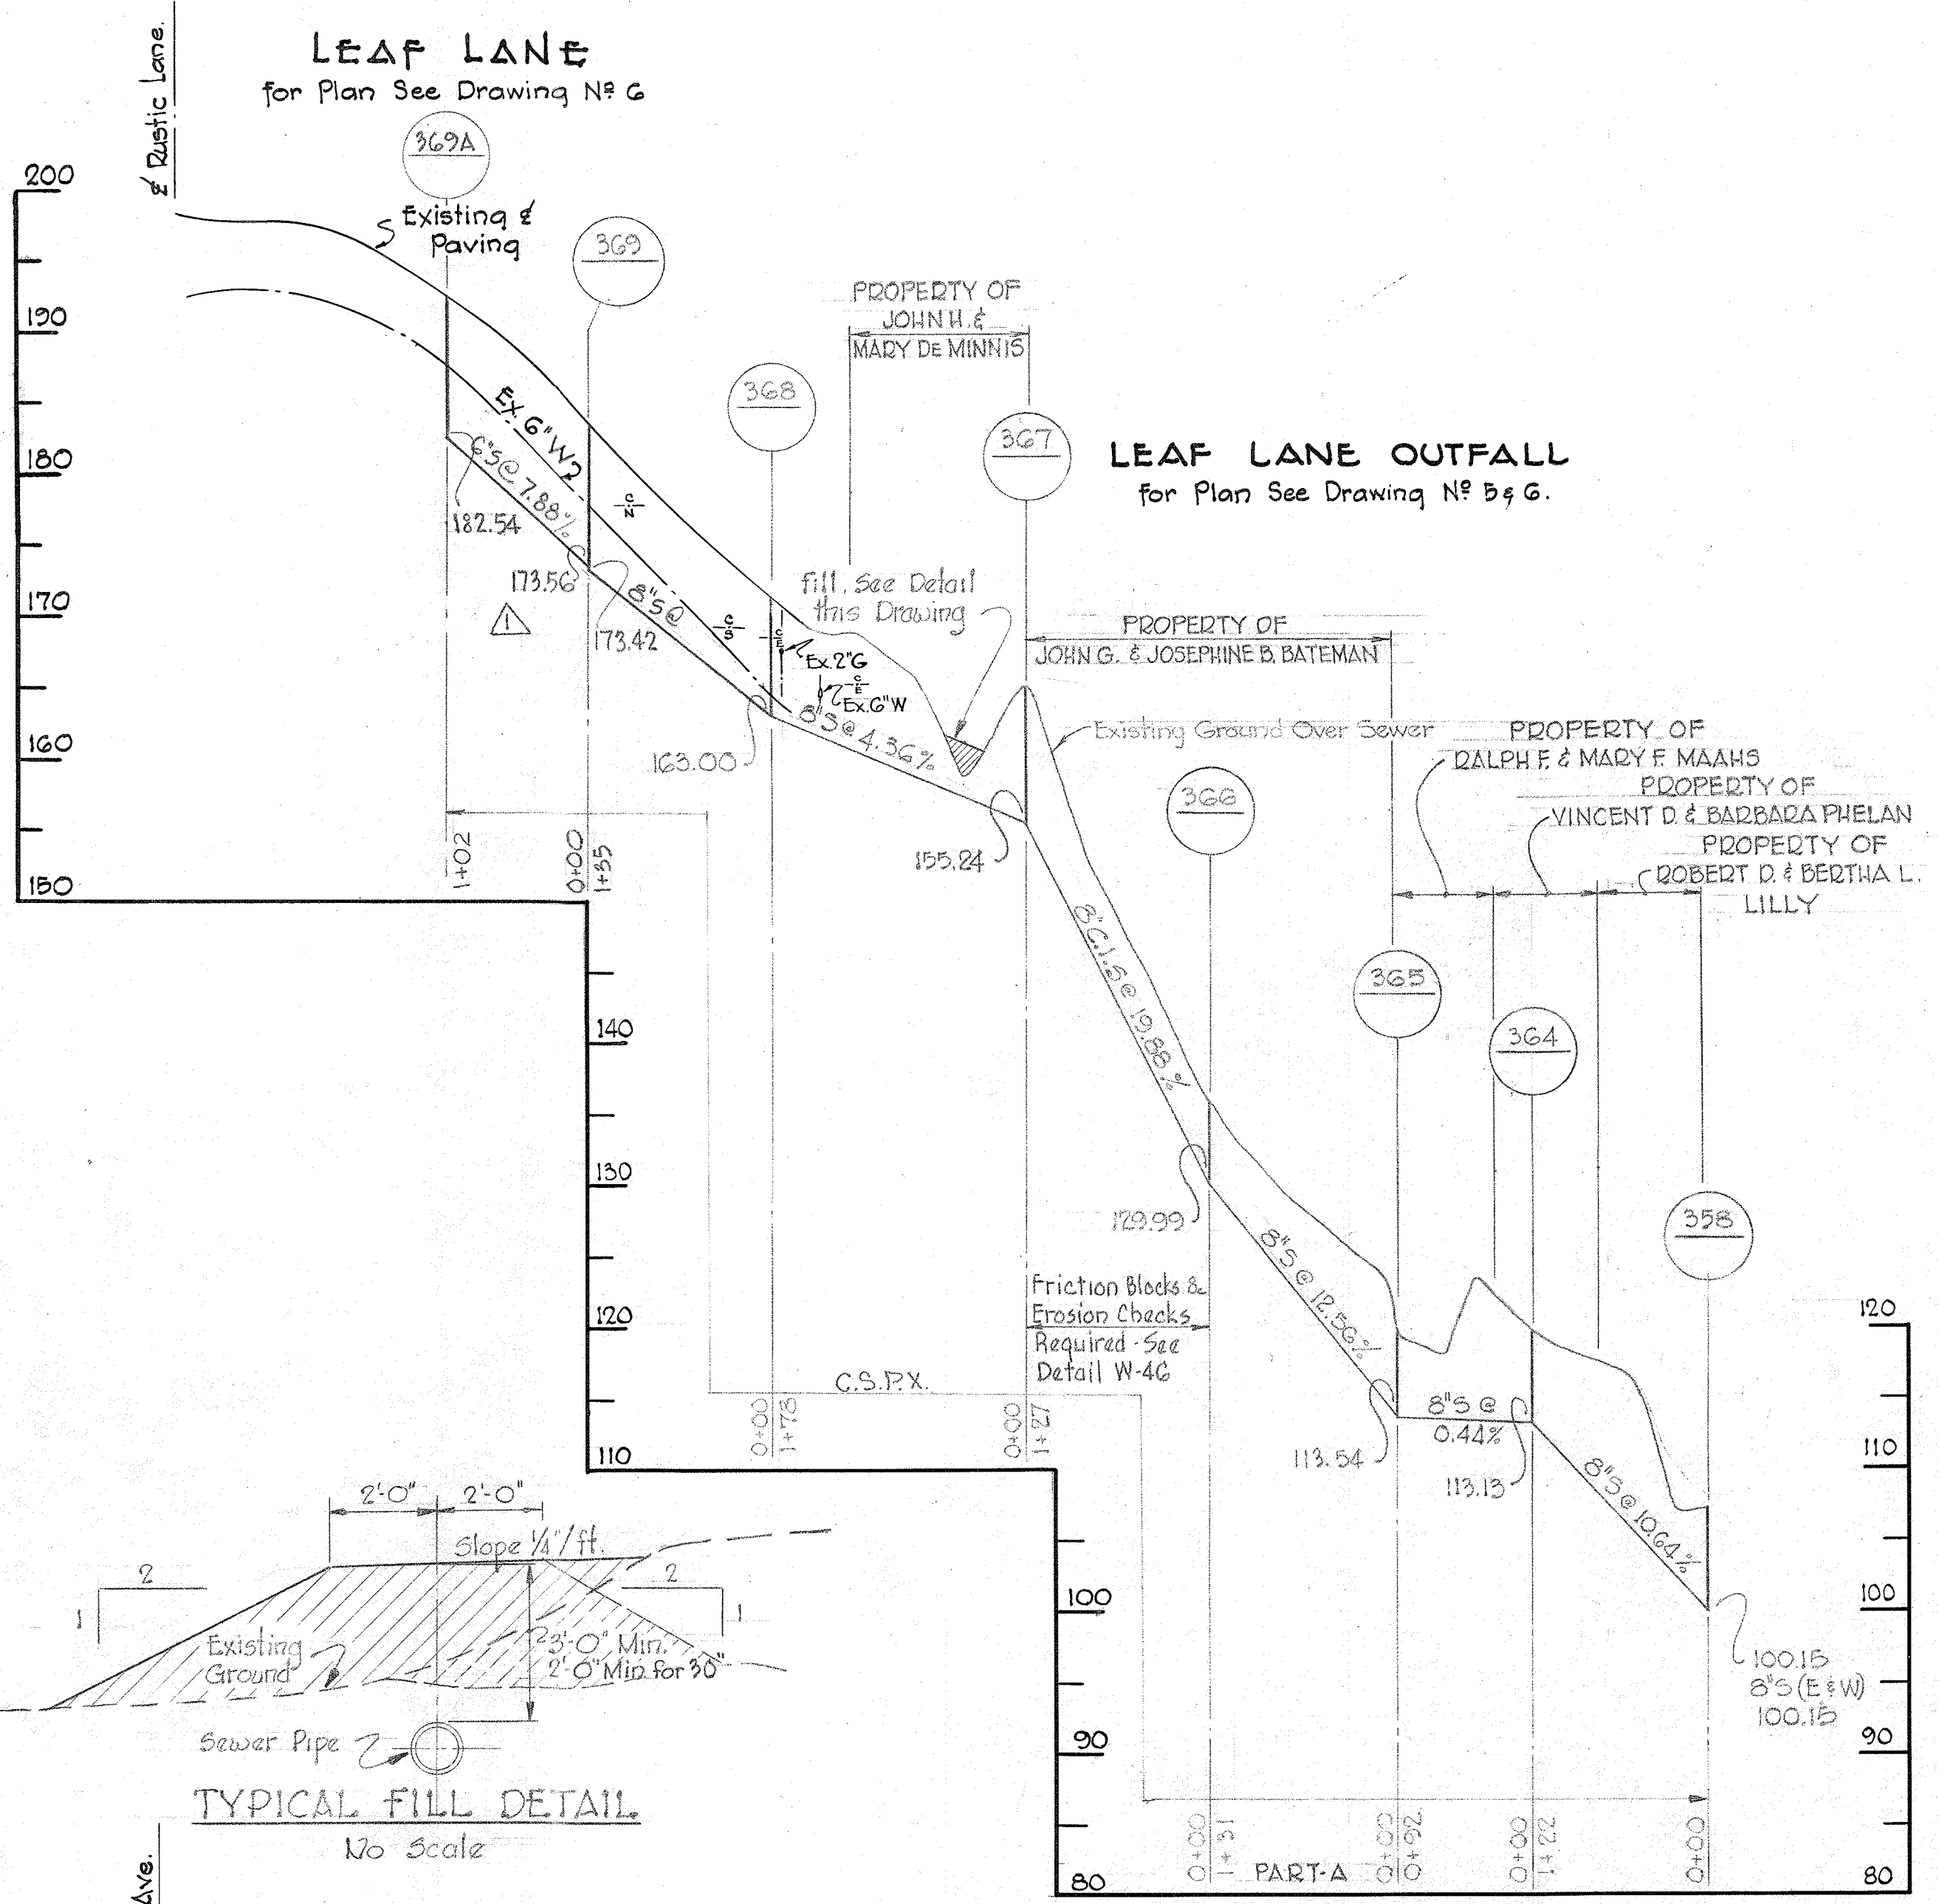 LEAF LANE
for Plan See Drawing Nº 6
Rustic Lane.
369A
Existing
Paving
369
368
367
366
365
364
358
200
190
180
170
160
150
140
130
120
110
100
90
80
120
110
100
90
80
PROPERTY OF
JOHN H. &
MARY DE MINNIS
LEAF LANE OUTFALL
for Plan See Drawing Nº 5 & 6.
Ex. 6" W
6"S @ 7.88%
182.54
173.56
1
173.42
8"S @
C
N
C
S
C
E
Ex. 2"G
C
E
Ex. 6"W
fill. See Detail
this Drawing
8"S @ 4.36%
163.00
155.24
PROPERTY OF
JOHN G. & JOSEPHINE B. BATEMAN
Existing Ground Over Sewer
PROPERTY OF
RALPH F. & MARY F. MAAHS
PROPERTY OF
VINCENT D. & BARBARA PHELAN
PROPERTY OF
ROBERT D. & BERTHA L.
LILLY
1+02
0+00
1+35
8"C.I.S @ 19.88%
129.99
8"S @ 12.56%
Friction Blocks &
Erosion Checks
Required - See
Detail W-46
C.S.P.X.
0+00
1+78
0+00
1+27
113.54
8"S @
0.44%
113.13
8"S @ 10.64%
100.15
8"S (E & W)
100.15
0+00
1+31
PART-A
0+00
0+92
0+00
1+22
0+00
2'-0"
2'-0"
Slope 1/4"/ft.
2
1
2
1
Existing
Ground
3'-0" Min.
2'-0" Min for 30"
Sewer Pipe
TYPICAL FILL DETAIL
No Scale
Ave.